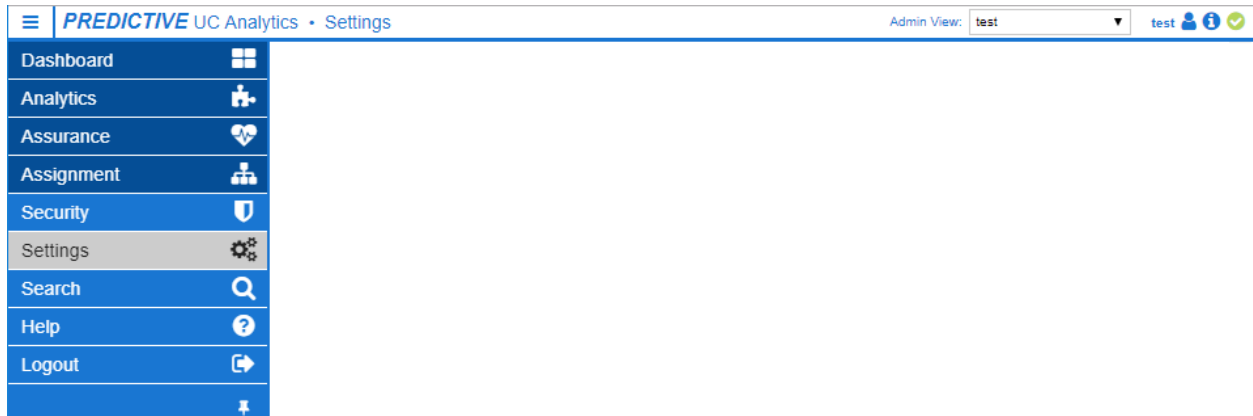 PREDICTIVE UC Analytics • Settings
Admin View: test
test
Dashboard
Analytics
Assurance
Assignment
Security
Settings
Search
Help
Logout